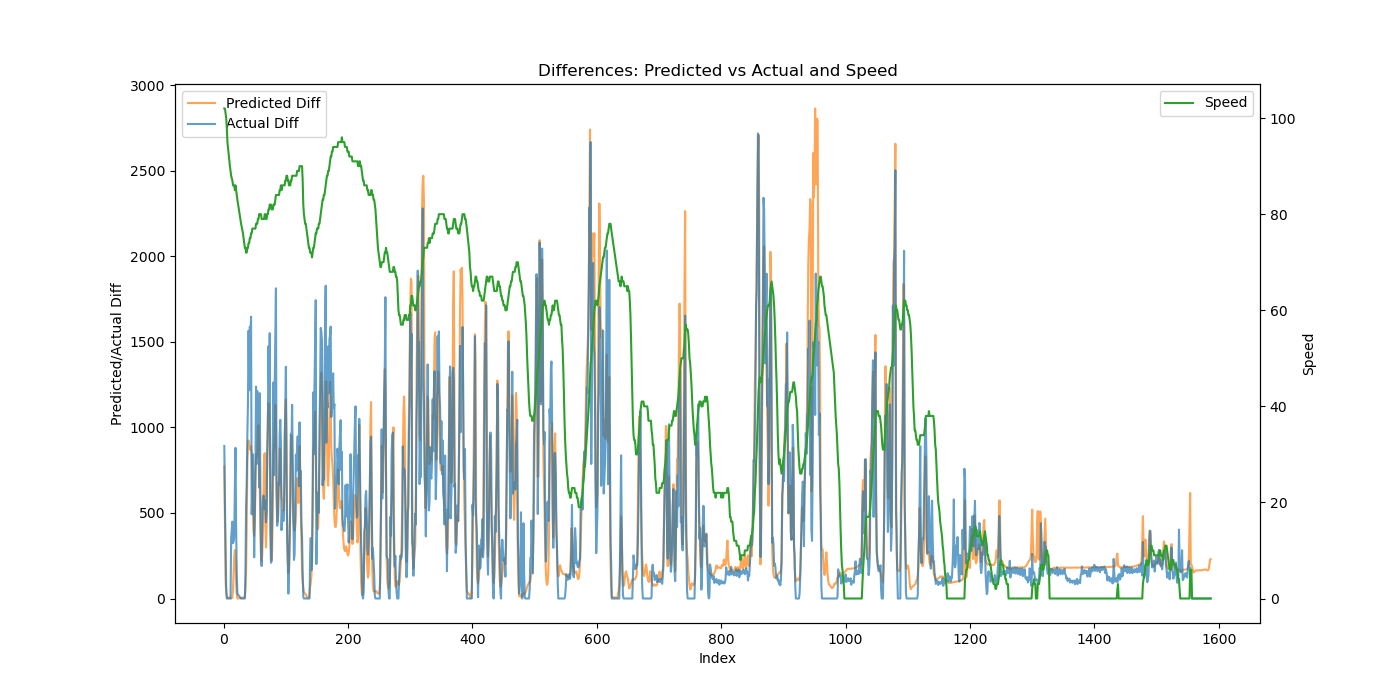 Differences: Predicted vs Actual and Speed
Predicted Diff
Actual Diff
Speed
3000
2500
2000
1500
1000
500
0
Predicted/Actual Diff
100
80
60
40
20
0
Speed
0 200 400 600 800 1000 1200 1400 1600
Index